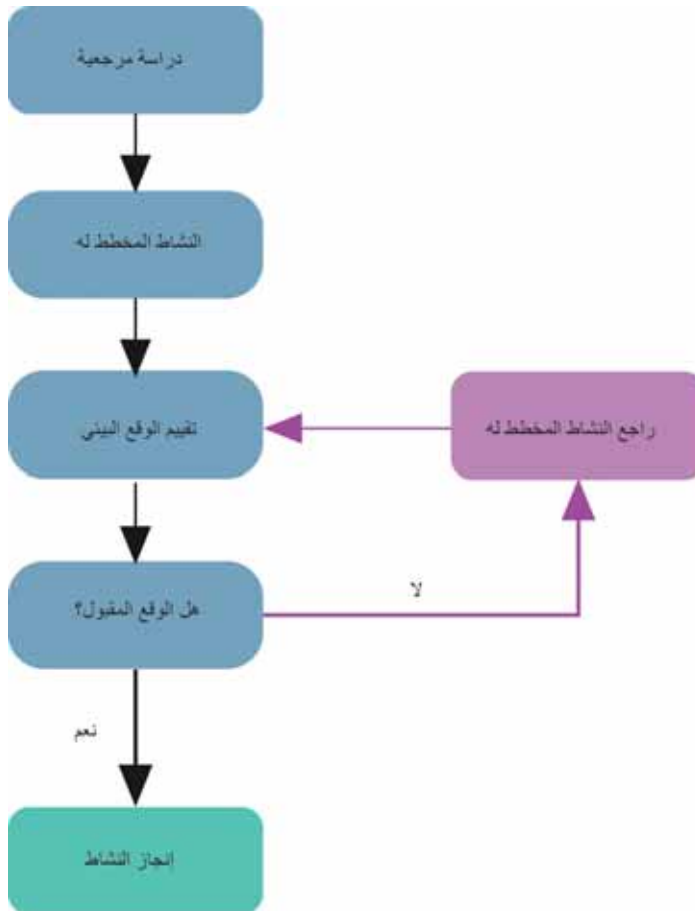 دراسة مرجعية
النشاط المخطط له
تقييم الوقع البيئي
راجع النشاط المخطط له
هل الوقع المقبول؟
لا
نعم
إنجاز النشاط